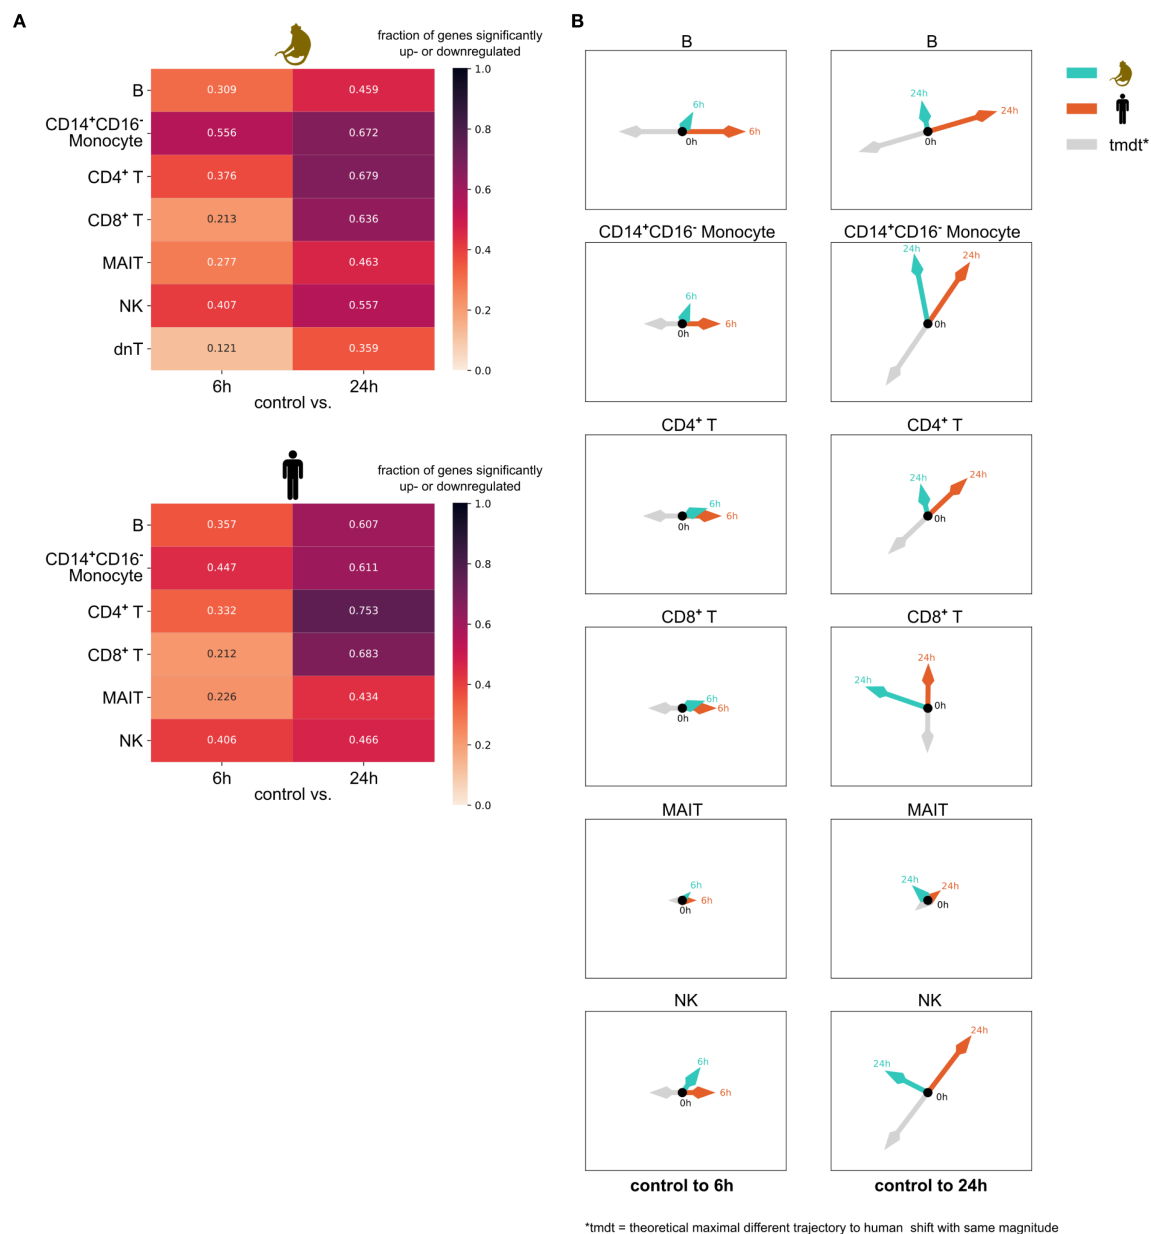 A
fraction of genes significantly
up- or downregulated
B 0.309 0.459
CD14⁺CD16⁻
Monocyte 0.556 0.672
CD4⁺ T 0.376 0.679
CD8⁺ T 0.213 0.636
MAIT 0.277 0.463
NK 0.407 0.557
dnT 0.121 0.359
6h 24h
control vs.
1.0
0.8
0.6
0.4
0.2
0.0
fraction of genes significantly
up- or downregulated
B 0.357 0.607
CD14⁺CD16⁻
Monocyte 0.447 0.611
CD4⁺ T 0.332 0.753
CD8⁺ T 0.212 0.683
MAIT 0.226 0.434
NK 0.406 0.466
6h 24h
control vs.
1.0
0.8
0.6
0.4
0.2
0.0
B
B
6h
6h
0h
B
24h
24h
0h
tmdt*
CD14⁺CD16⁻ Monocyte
6h
6h
0h
CD14⁺CD16⁻ Monocyte
24h
24h
0h
CD4⁺ T
6h
6h
0h
CD4⁺ T
24h
24h
0h
CD8⁺ T
6h
6h
0h
CD8⁺ T
24h
24h
0h
MAIT
6h
6h
0h
MAIT
24h
24h
0h
NK
6h
6h
0h
NK
24h
24h
0h
control to 6h
control to 24h
*tmdt = theoretical maximal different trajectory to human shift with same magnitude